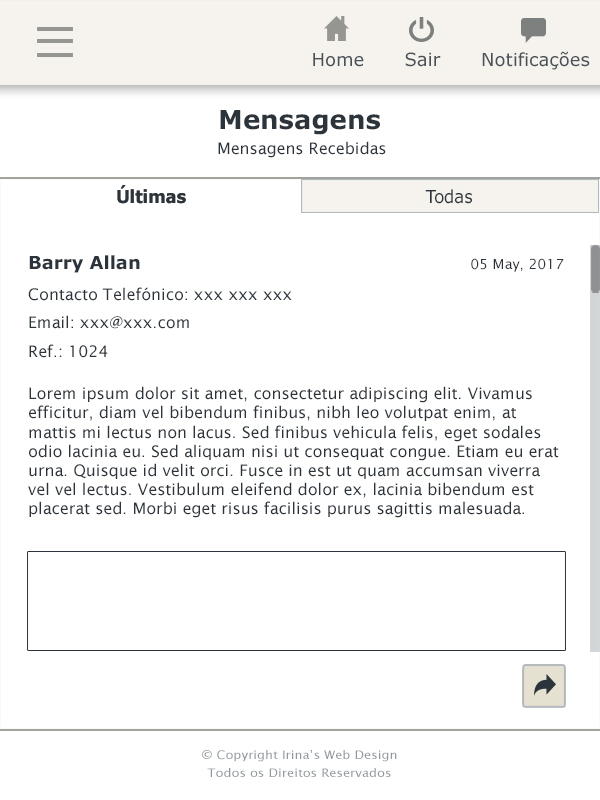 Home Sair Notificações
Mensagens
Mensagens Recebidas
Últimas Todas
Barry Allan 05 May, 2017
Contacto Telefónico: xxx xxx xxx
Email: xxx@xxx.com
Ref.: 1024
Lorem ipsum dolor sit amet, consectetur adipiscing elit. Vivamus
efficitur, diam vel bibendum finibus, nibh leo volutpat enim, at
mattis mi lectus non lacus. Sed finibus vehicula felis, eget sodales
odio lacinia eu. Sed aliquam nisi ut consequat congue. Etiam eu erat
urna. Quisque id velit orci. Fusce in est ut quam accumsan viverra
vel vel lectus. Vestibulum eleifend dolor ex, lacinia bibendum est
placerat sed. Morbi eget risus facilisis purus sagittis malesuada.
© Copyright Irina's Web Design
Todos os Direitos Reservados